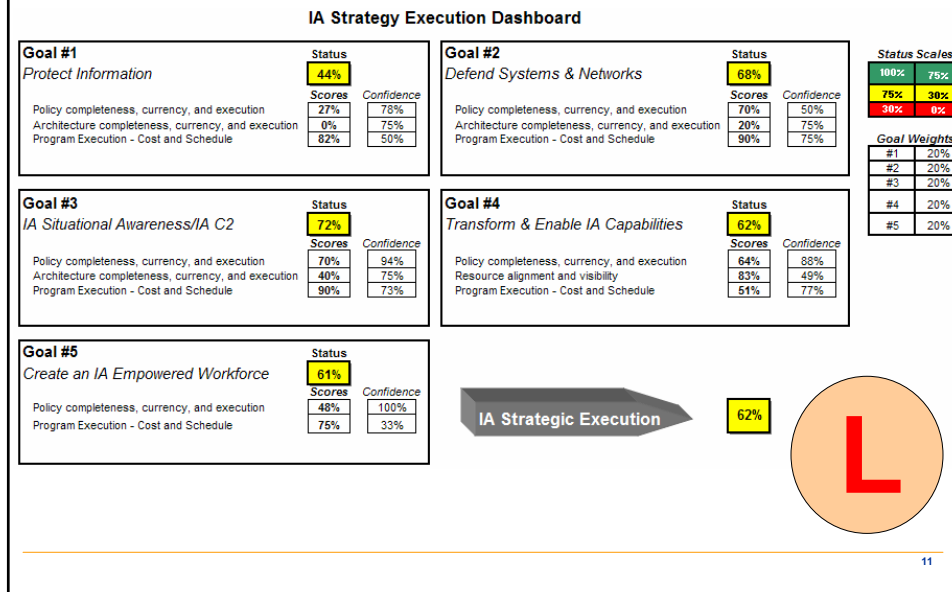 IA Strategy Execution Dashboard
Goal #1
Status
Protect Information
44%
Scores Confidence
Policy completeness, currency, and execution 27% 78%
Architecture completeness, currency, and execution 0% 75%
Program Execution - Cost and Schedule 82% 50%
Goal #2
Status
Defend Systems & Networks
68%
Scores Confidence
Policy completeness, currency, and execution 70% 50%
Architecture completeness, currency, and execution 20% 75%
Program Execution - Cost and Schedule 90% 75%
Status Scales
100% 75%
75% 30%
30% 0%
Goal Weights
#1 20%
#2 20%
#3 20%
#4 20%
#5 20%
Goal #3
Status
IA Situational Awareness/IA C2
72%
Scores Confidence
Policy completeness, currency, and execution 70% 94%
Architecture completeness, currency, and execution 40% 75%
Program Execution - Cost and Schedule 90% 73%
Goal #4
Status
Transform & Enable IA Capabilities
62%
Scores Confidence
Policy completeness, currency, and execution 64% 88%
Resource alignment and visibility 83% 49%
Program Execution - Cost and Schedule 51% 77%
Goal #5
Status
Create an IA Empowered Workforce
61%
Scores Confidence
Policy completeness, currency, and execution 48% 100%
Program Execution - Cost and Schedule 75% 33%
IA Strategic Execution
62%
L
11